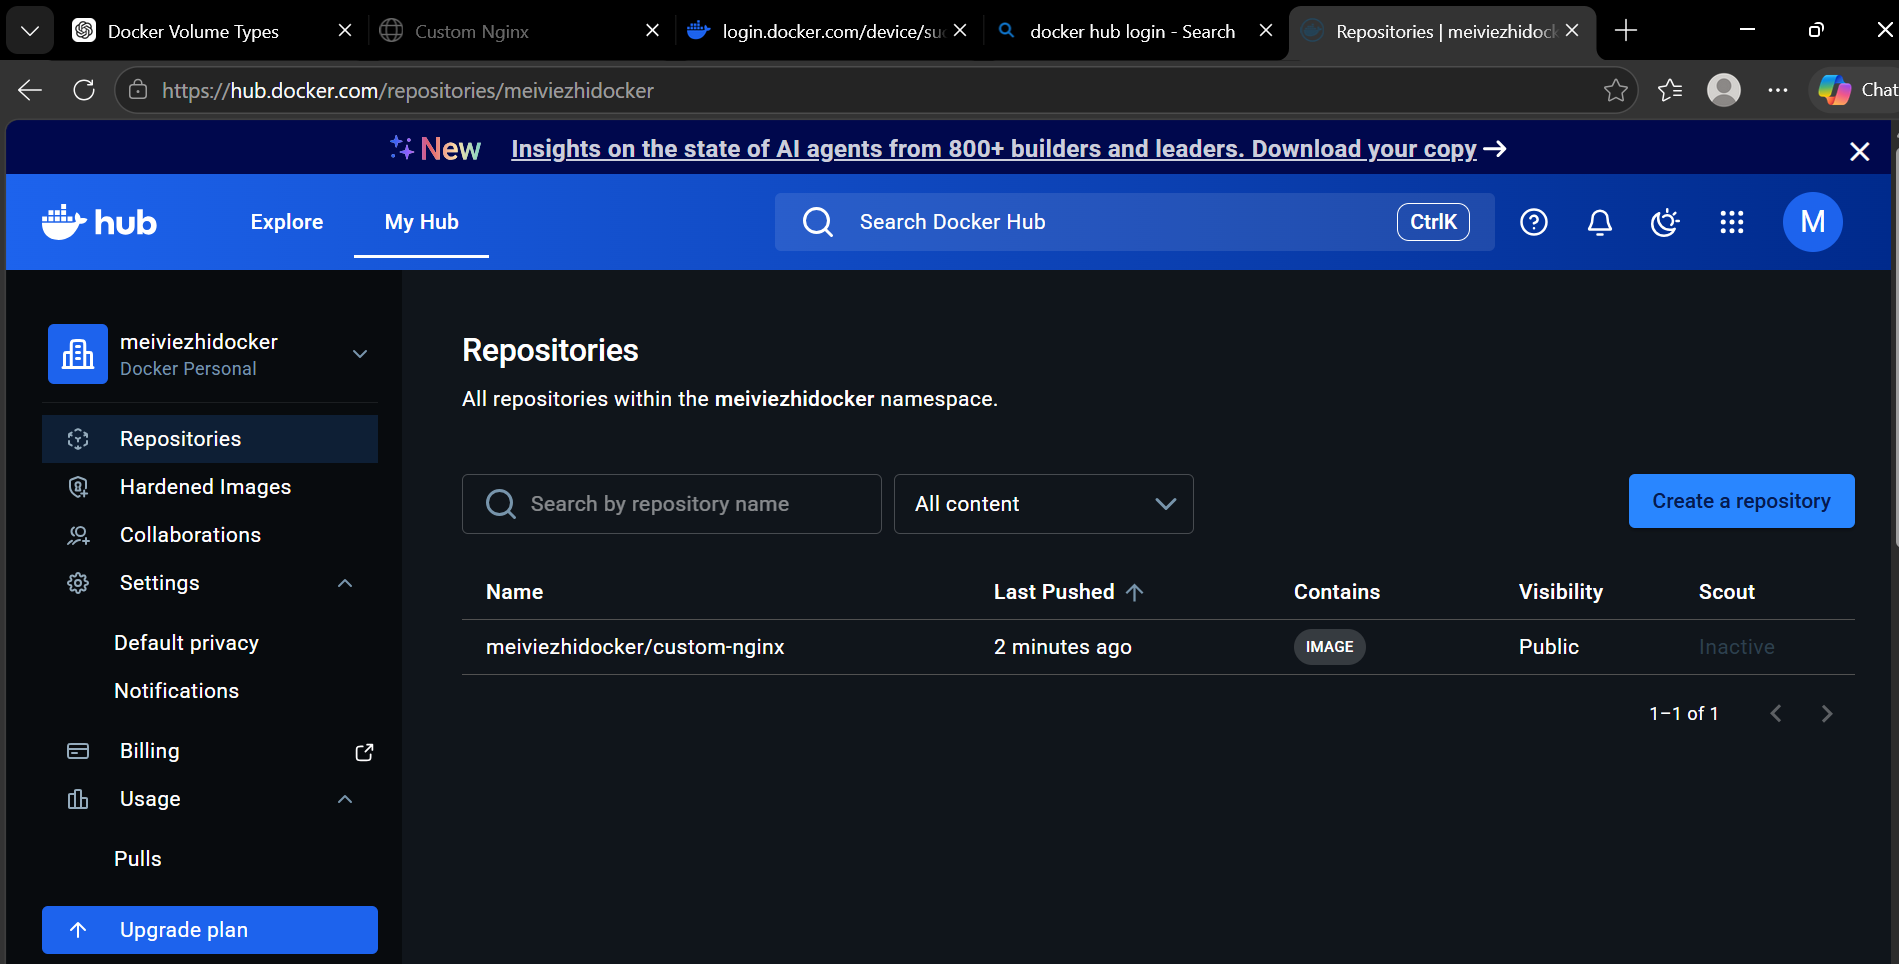 Docker Volume Types
Custom Nginx
login.docker.com/device/su
docker hub login - Search
Repositories | meiviezhidock
https://hub.docker.com/repositories/meiviezhidocker
Chat
New Insights on the state of AI agents from 800+ builders and leaders. Download your copy →
hub
Explore
My Hub
Search Docker Hub
CtrlK
M
meiviezhidocker
Docker Personal
Repositories
Hardened Images
Collaborations
Settings
Default privacy
Notifications
Billing
Usage
Pulls
Upgrade plan
Repositories
All repositories within the meiviezhidocker namespace.
Search by repository name
All content
Create a repository
Name Last Pushed Contains Visibility Scout
meiviezhidocker/custom-nginx 2 minutes ago IMAGE Public Inactive
1–1 of 1